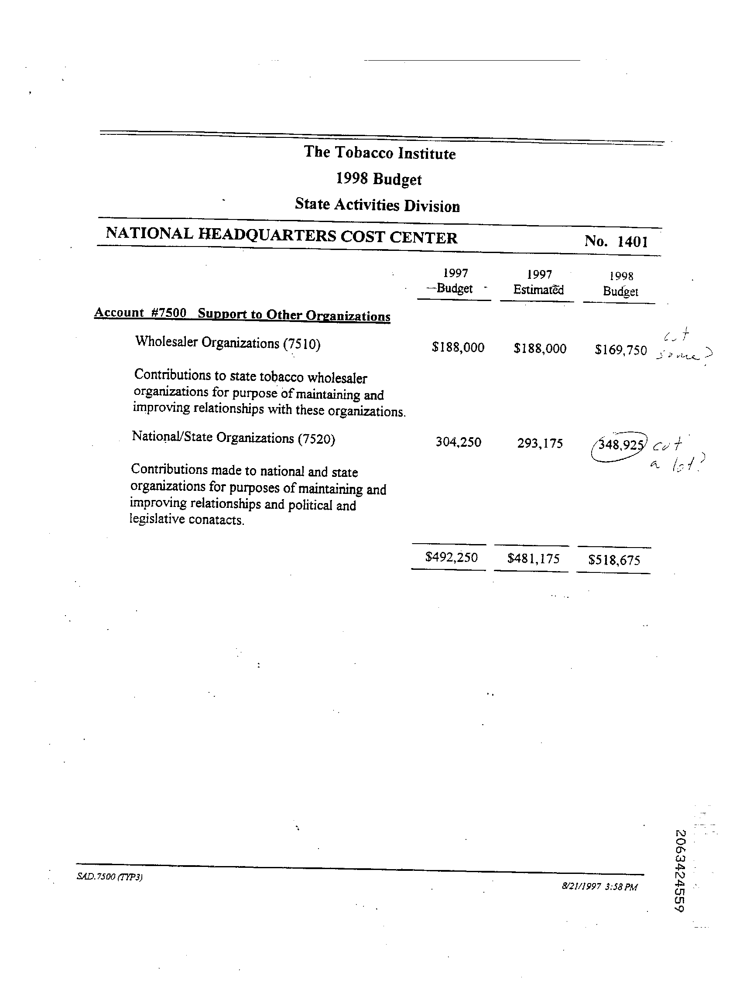 The Tobacco Institute
1998 Budget
State Activities Division
NATIONAL HEADQUARTERS COST CENTER No. 1401
1997 1997 1998
Budget Estimated Budget
Account #7500 Support to Other Organizations
Wholesaler Organizations (7510) $188,000 $188,000 $169,750 cut
some?
Contributions to state tobacco wholesaler
organizations for purpose of maintaining and
improving relationships with these organizations.
National/State Organizations (7520) 304,250 293,175 348,925 cut
a lot?
Contributions made to national and state
organizations for purposes of maintaining and
improving relationships and political and
legislative conatacts.
$492,250 $481,175 $518,675
2063424559
SAD.7500 (TYP3) 8/21/1997 3:58 PM